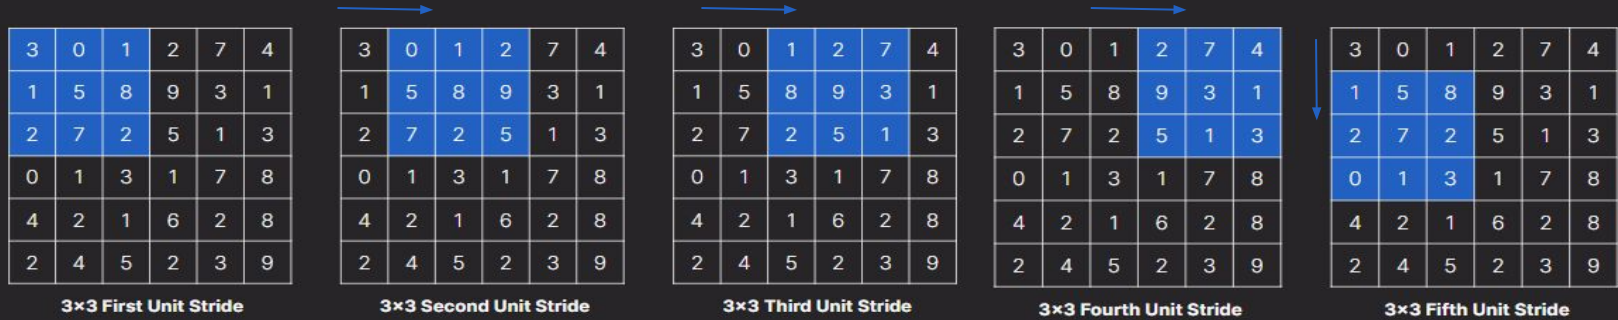 3 0 1 2 7 4
1 5 8 9 3 1
2 7 2 5 1 3
0 1 3 1 7 8
4 2 1 6 2 8
2 4 5 2 3 9
3×3 First Unit Stride
3 0 1 2 7 4
1 5 8 9 3 1
2 7 2 5 1 3
0 1 3 1 7 8
4 2 1 6 2 8
2 4 5 2 3 9
3×3 Second Unit Stride
3 0 1 2 7 4
1 5 8 9 3 1
2 7 2 5 1 3
0 1 3 1 7 8
4 2 1 6 2 8
2 4 5 2 3 9
3×3 Third Unit Stride
3 0 1 2 7 4
1 5 8 9 3 1
2 7 2 5 1 3
0 1 3 1 7 8
4 2 1 6 2 8
2 4 5 2 3 9
3×3 Fourth Unit Stride
3 0 1 2 7 4
1 5 8 9 3 1
2 7 2 5 1 3
0 1 3 1 7 8
4 2 1 6 2 8
2 4 5 2 3 9
3×3 Fifth Unit Stride